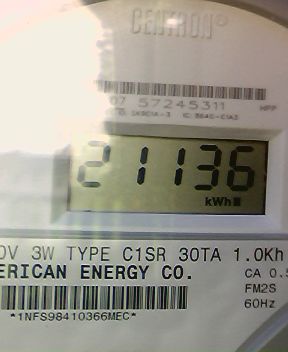 CENTRON®
07 57245311 HPP
21136
kWh
0V 3W TYPE C1SR 30TA 1.0Kh
ERICAN ENERGY CO.
CA 0.5
FM2S
60Hz
*1NFS98410366MEC*